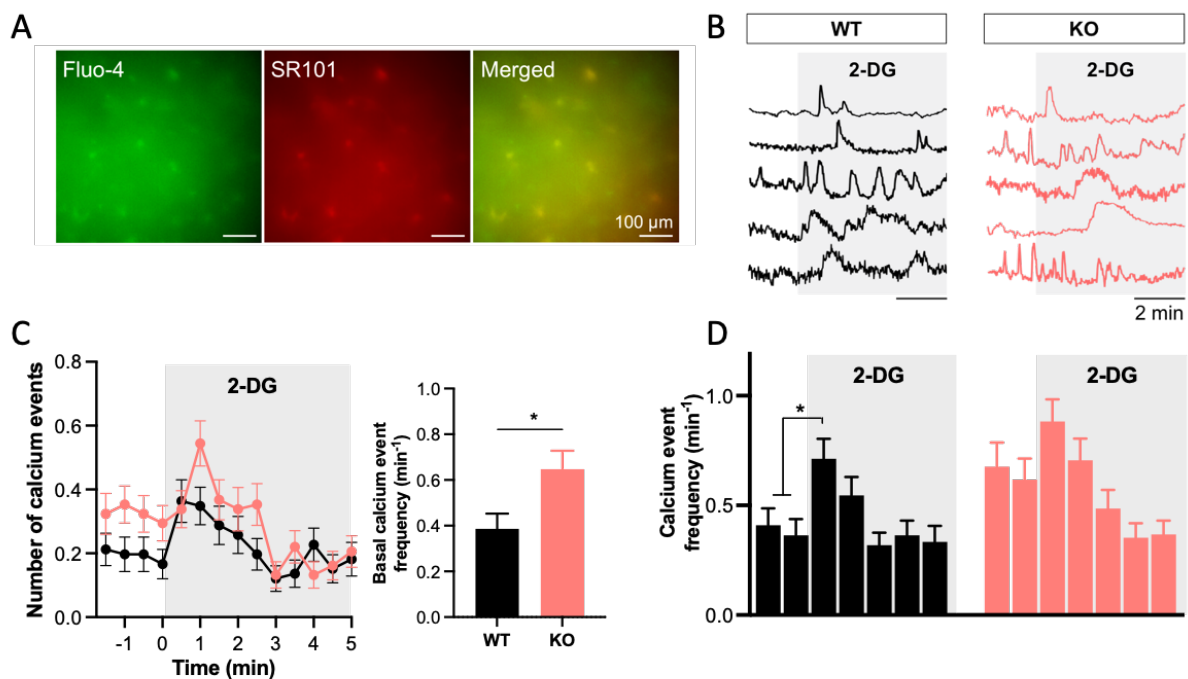 A
Fluo-4
SR101
Merged
100 µm
B
WT
KO
2-DG
2-DG
2 min
C
Number of calcium events
0.8
0.6
0.4
0.2
0.0
2-DG
-1
0
1
2
3
4
5
Time (min)
Basal calcium event
frequency (min-1)
1.0
0.8
0.6
0.4
0.2
0.0
*
WT
KO
D
Calcium event
frequency (min-1)
1.0
0.5
0.0
*
2-DG
2-DG